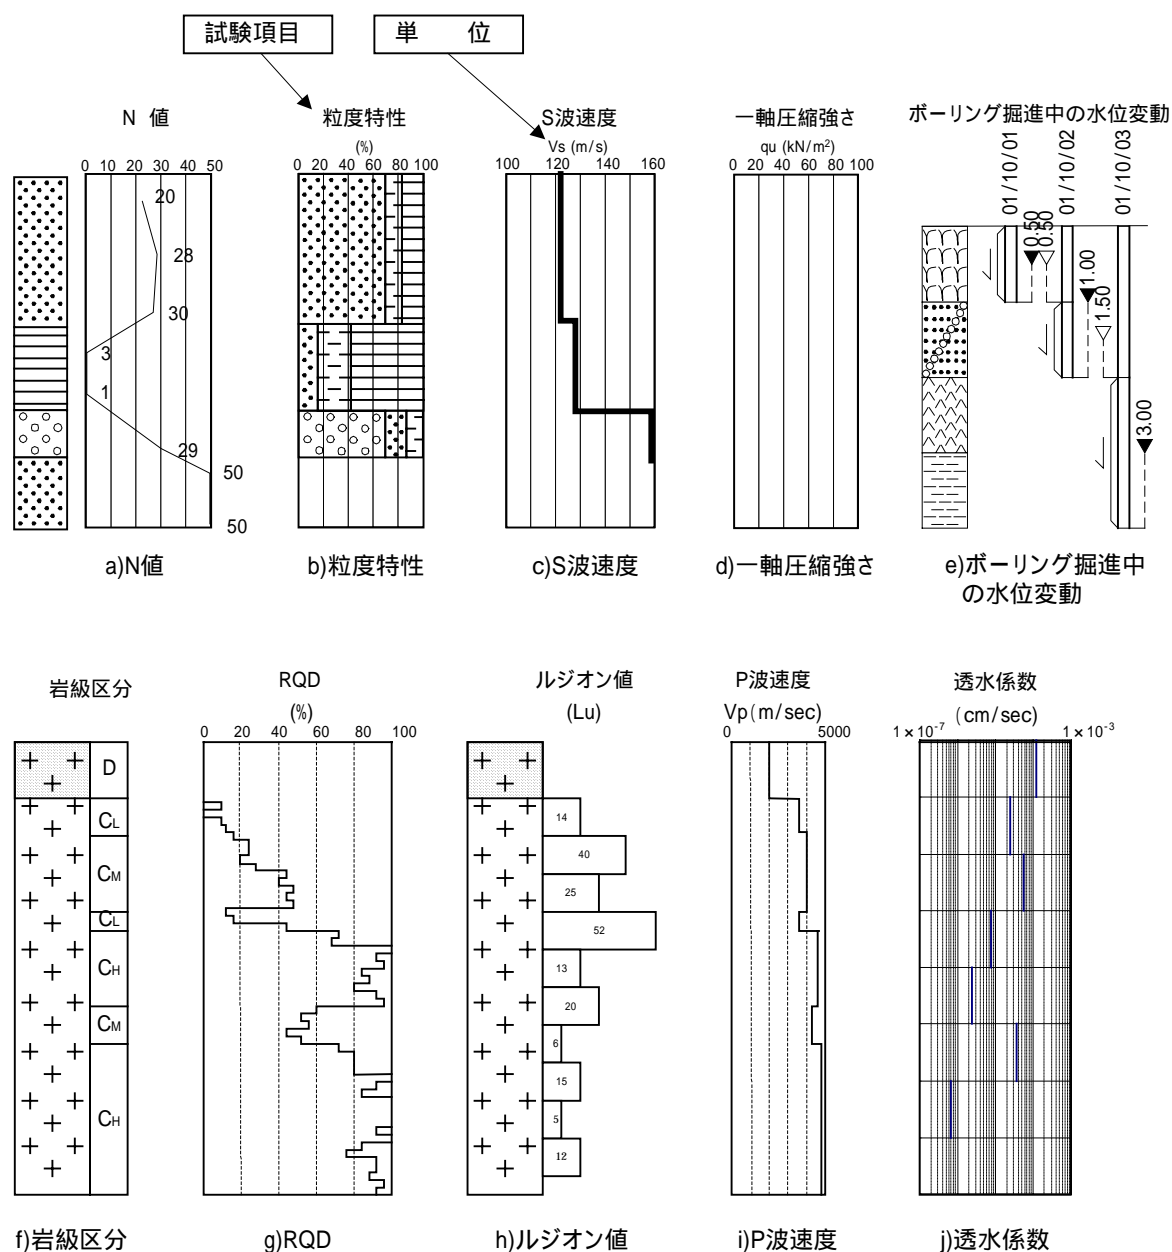 試験項目
単 位
N 値
粒度特性
(%)
S波速度
Vs (m/s)
一軸圧縮強さ
qu (kN/m²)
ボーリング掘進中の水位変動
0 10 20 30 40 50
0 20 40 60 80 100
100 120 140 160
0 20 40 60 80 100
01/10/01
01/10/02
01/10/03
20
28
30
3
1
29
50
50
0.50
0.50
1.00
1.50
3.00
a)N値
b)粒度特性
c)S波速度
d)一軸圧縮強さ
e)ボーリング掘進中
の水位変動
岩級区分
RQD
(%)
ルジオン値
(Lu)
P波速度
Vp(m/sec)
透水係数
(cm/sec)
0 20 40 60 80 100
0 5000
1×10⁻⁷ 1×10⁻³
D
CL
CM
CL
CH
CM
CH
14
40
25
52
13
20
6
15
5
12
f)岩級区分
g)RQD
h)ルジオン値
i)P波速度
j)透水係数